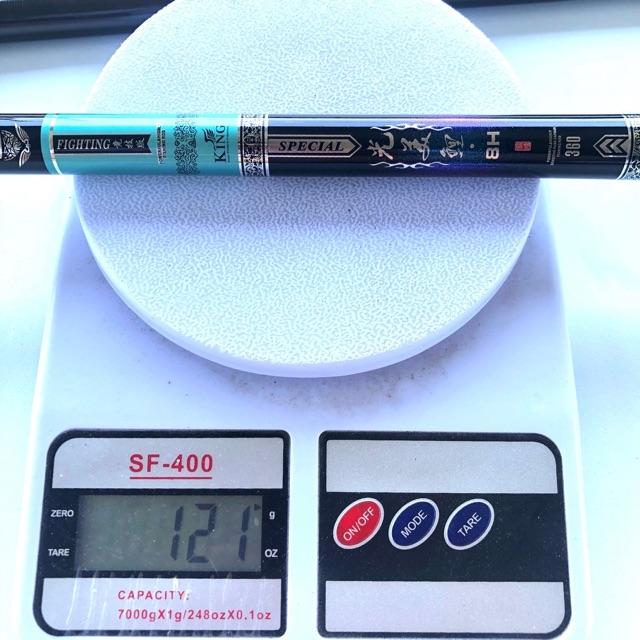 FIGHTING
KING
SPECIAL
8H
360
SF-400
ZERO
TARE
121
g
OZ
CAPACITY:
7000gX1g/248ozX0.1oz
ON/OFF
MODE
TARE